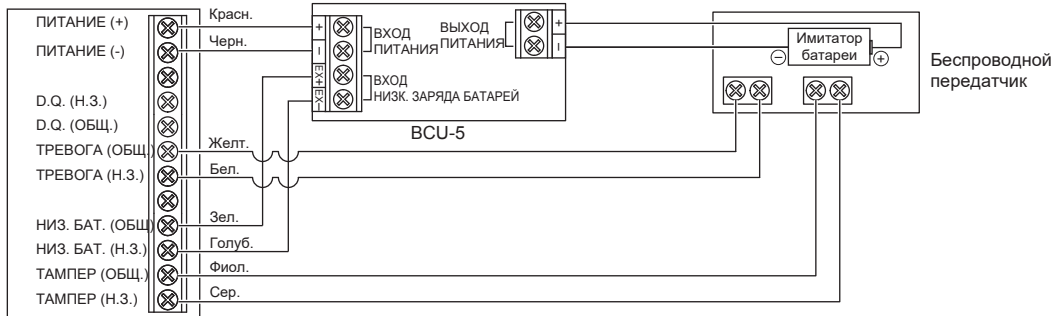 ПИТАНИЕ (+)
ПИТАНИЕ (-)
D.Q. (Н.З.)
D.Q. (ОБЩ.)
ТРЕВОГА (ОБЩ.)
ТРЕВОГА (Н.З.)
НИЗ. БАТ. (ОБЩ
НИЗ. БАТ. (Н.З.)
ТАМПЕР (ОБЩ.)
ТАМПЕР (Н.З.)
Красн.
Черн.
Желт.
Бел.
Зел.
Голуб.
Фиол.
Сер.
+
–
EX+
EX–
ВХОД
ПИТАНИЯ
ВХОД
НИЗК. ЗАРЯДА БАТАРЕЙ
ВЫХОД
ПИТАНИЯ
+
–
BCU-5
Имитатор
батареи
–
+
Беспроводной
передатчик